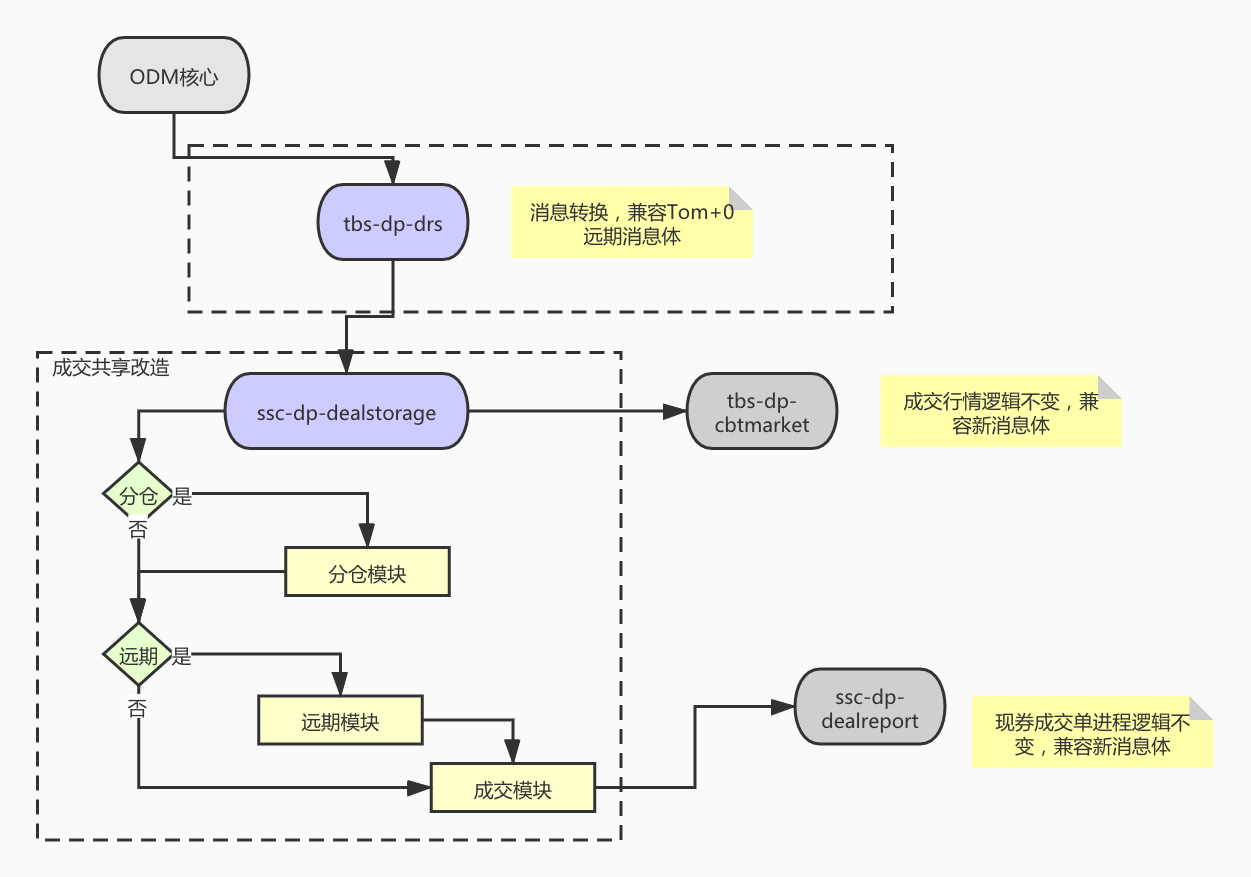 ODM核心
tbs-dp-drs
消息转换，兼容Tom+0
远期消息体
成交共享改造
ssc-dp-dealstorage
tbs-dp-
cbtmarket
成交行情逻辑不变，兼
容新消息体
分仓
是
否
分仓模块
远期
是
否
远期模块
ssc-dp-
dealreport
现券成交单进程逻辑不
变，兼容新消息体
成交模块